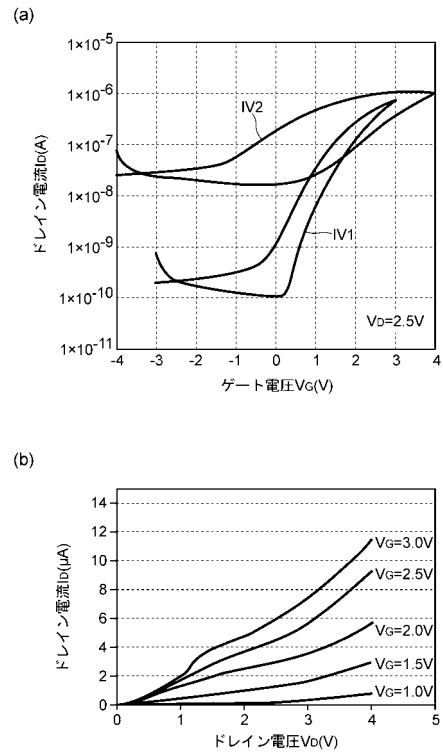 (a)
1×10-5
1×10-6
1×10-7
1×10-8
1×10-9
1×10-10
1×10-11
ドレイン電流ID(A)
IV2
IV1
VD=2.5V
-4 -3 -2 -1 0 1 2 3 4
ゲート電圧VG(V)
(b)
14
12
10
8
6
4
2
0
ドレイン電流ID(μA)
VG=3.0V
VG=2.5V
VG=2.0V
VG=1.5V
VG=1.0V
0 1 2 3 4 5
ドレイン電圧VD(V)